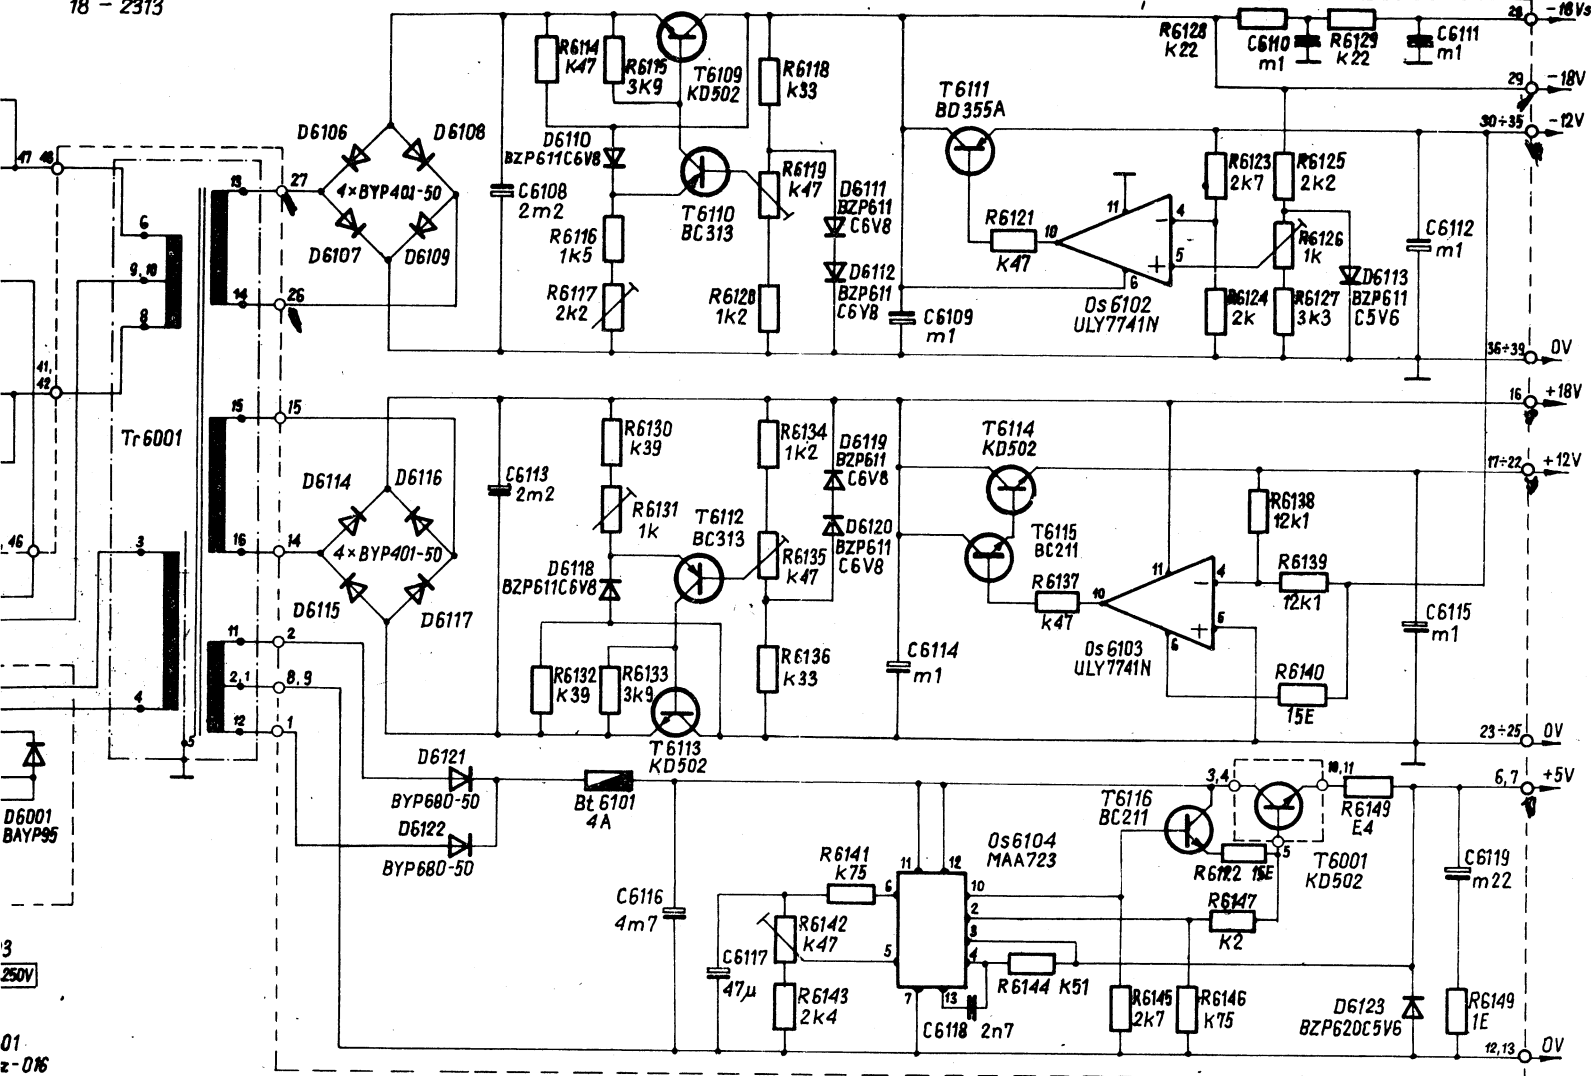 18 - 2313
R6114
K47
R6115
3K9
T6109
KD502
R6118
K33
R6128
K22
C6110
m1
R6129
K22
C6111
m1
28
-18Vs
29
-18V
30÷35
-12V
T6111
BD355A
47
48
D6106
D6108
4×BYP401-50
D6107
D6109
13
27
14
26
6
9,10
8
41,
42
C6108
2m2
D6110
BZP611C6V8
T6110
BC313
R6116
1K5
R6117
2K2
R6119
K47
D6111
BZP611
C6V8
D6112
BZP611
C6V8
R6120
1K2
C6109
m1
R6121
K47
10
11
4
5
6
−
+
Os6102
ULY7741N
R6123
2K7
R6125
2K2
R6126
1K
R6124
2K
R6127
3K3
D6113
BZP611
C5V6
C6112
m1
36÷39
0V
Tr6001
15
15
16
14
D6114
D6116
4×BYP401-50
D6115
D6117
C6113
2m2
R6130
K39
R6131
1K
D6118
BZP611C6V8
T6112
BC313
R6134
1K2
R6135
K47
D6119
BZP611
C6V8
D6120
BZP611
C6V8
R6132
K39
R6133
3K9
T6113
KD502
R6136
K33
C6114
m1
T6114
KD502
T6115
BC211
R6137
K47
10
11
4
5
6
−
+
Os6103
ULY7741N
R6138
12K1
R6139
12K1
R6140
15E
C6115
m1
16
+18V
17÷22
+12V
23÷25
0V
46
3
4
11
2
2,1
8,9
12
1
5
D6001
BAYP95
D6121
BYP680-50
D6122
BYP680-50
Bt6101
4A
C6116
4m7
R6141
K75
R6142
K47
C6117
47µ
R6143
2K4
Os6104
MAA723
11
12
6
10
2
3
5
4
7
13
C6118
2n7
R6144
K51
T6116
BC211
3,4
10,11
5
15E
T6001
KD502
R6147
K2
R6145
2K7
R6146
K75
R6149
E4
D6123
BZP620C5V6
C6119
m22
R6149
1E
6,7
+5V
12,13
0V
250V
01
z-016